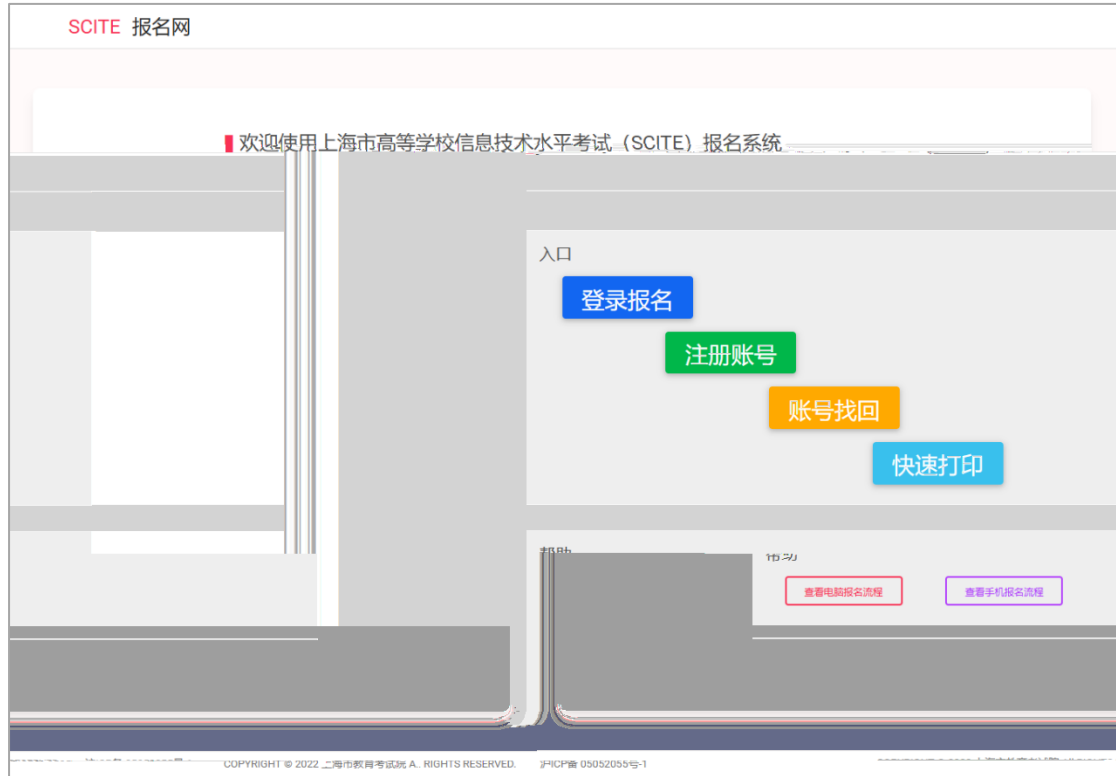 SCITE 报名网
欢迎使用上海市高等学校信息技术水平考试（SCITE）报名系统
入口
登录报名
注册账号
账号找回
快速打印
帮助
帮助
查看电脑报名流程
查看手机报名流程
COPYRIGHT © 2022 上海市教育考试院 A.. RIGHTS RESERVED. 沪ICP备 05052055号-1